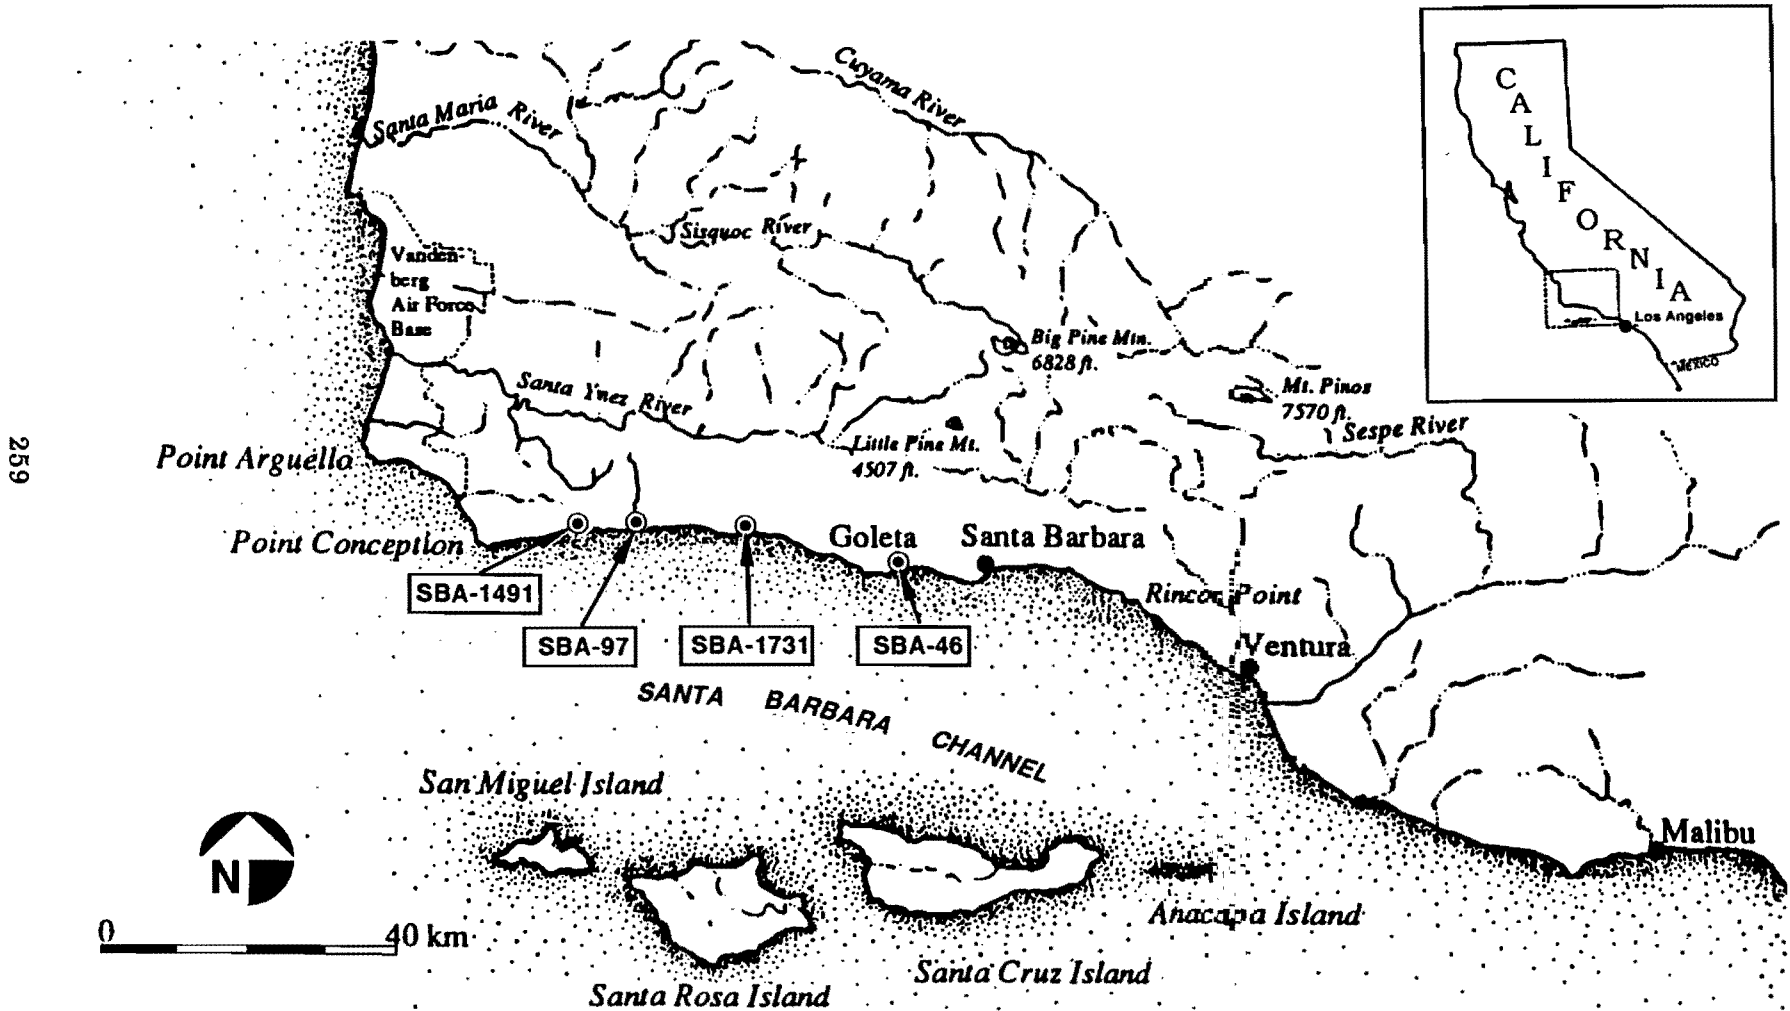 Cuyama River
Santa Maria River
CALIFORNIA
Sisquoc River
Vanden-
berg
Air Force
Base
Los Angeles
MEXICO
Big Pine Mtn.
6828 ft.
Mt. Pinos
7570 ft.
Santa Ynez River
Sespe River
Little Pine Mt.
4507 ft.
259
Point Arguello
Point Conception
Goleta
Santa Barbara
SBA-1491
Rincon Point
SBA-97
SBA-1731
SBA-46
Ventura
SANTA BARBARA CHANNEL
San Miguel Island
Malibu
N
Anacapa Island
0
40 km
Santa Cruz Island
Santa Rosa Island